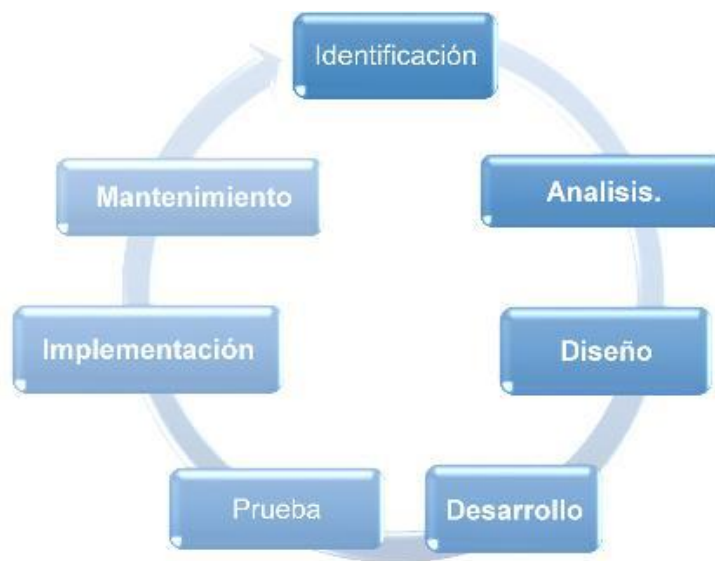 Identificación
Analisis.
Diseño
Desarrollo
Prueba
Implementación
Mantenimiento